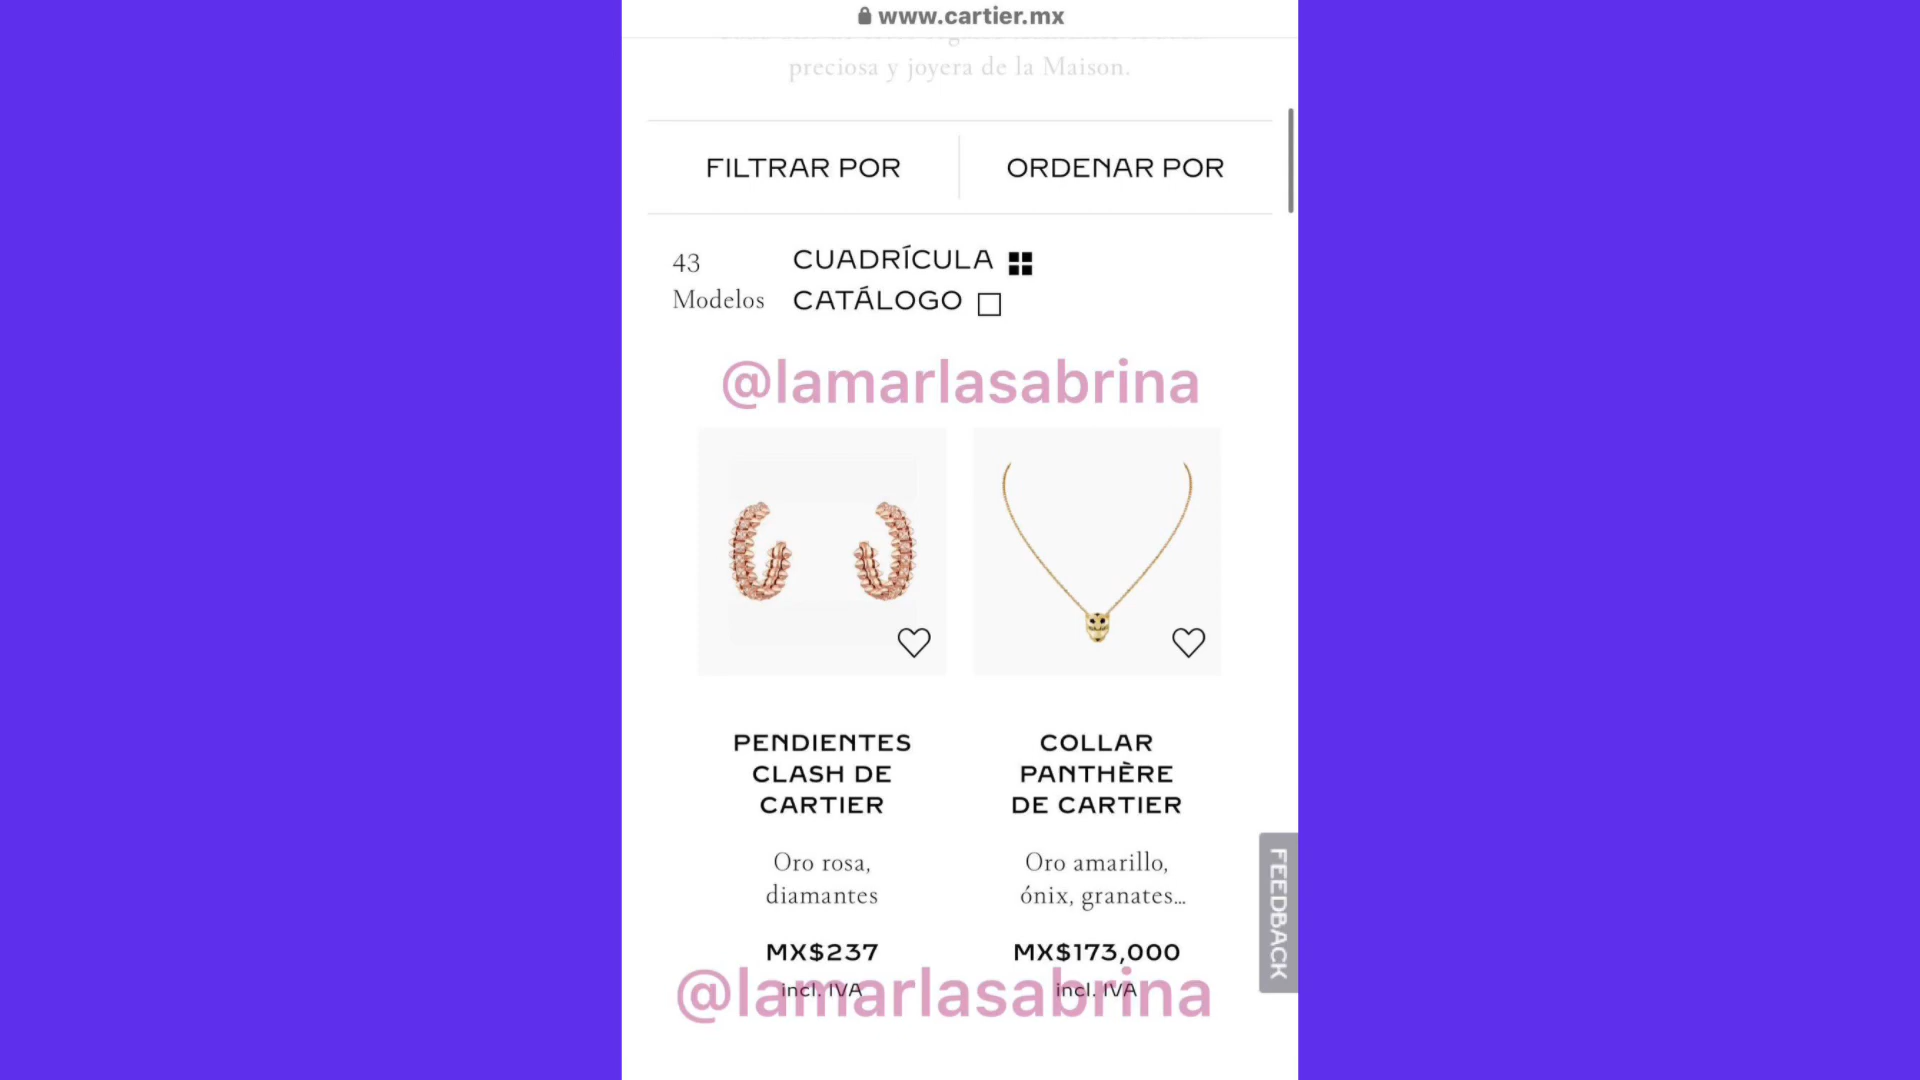 www.cartier.mx
preciosa y joyera de la Maison.
FILTRAR POR
ORDENAR POR
43
Modelos
CUADRÍCULA
CATÁLOGO
@lamarlasabrina
PENDIENTES
CLASH DE
CARTIER
Oro rosa,
diamantes
MX$237
incl. IVA
COLLAR
PANTHÈRE
DE CARTIER
Oro amarillo,
ónix, granates...
MX$173,000
incl. IVA
@lamarlasabrina
FEEDBACK